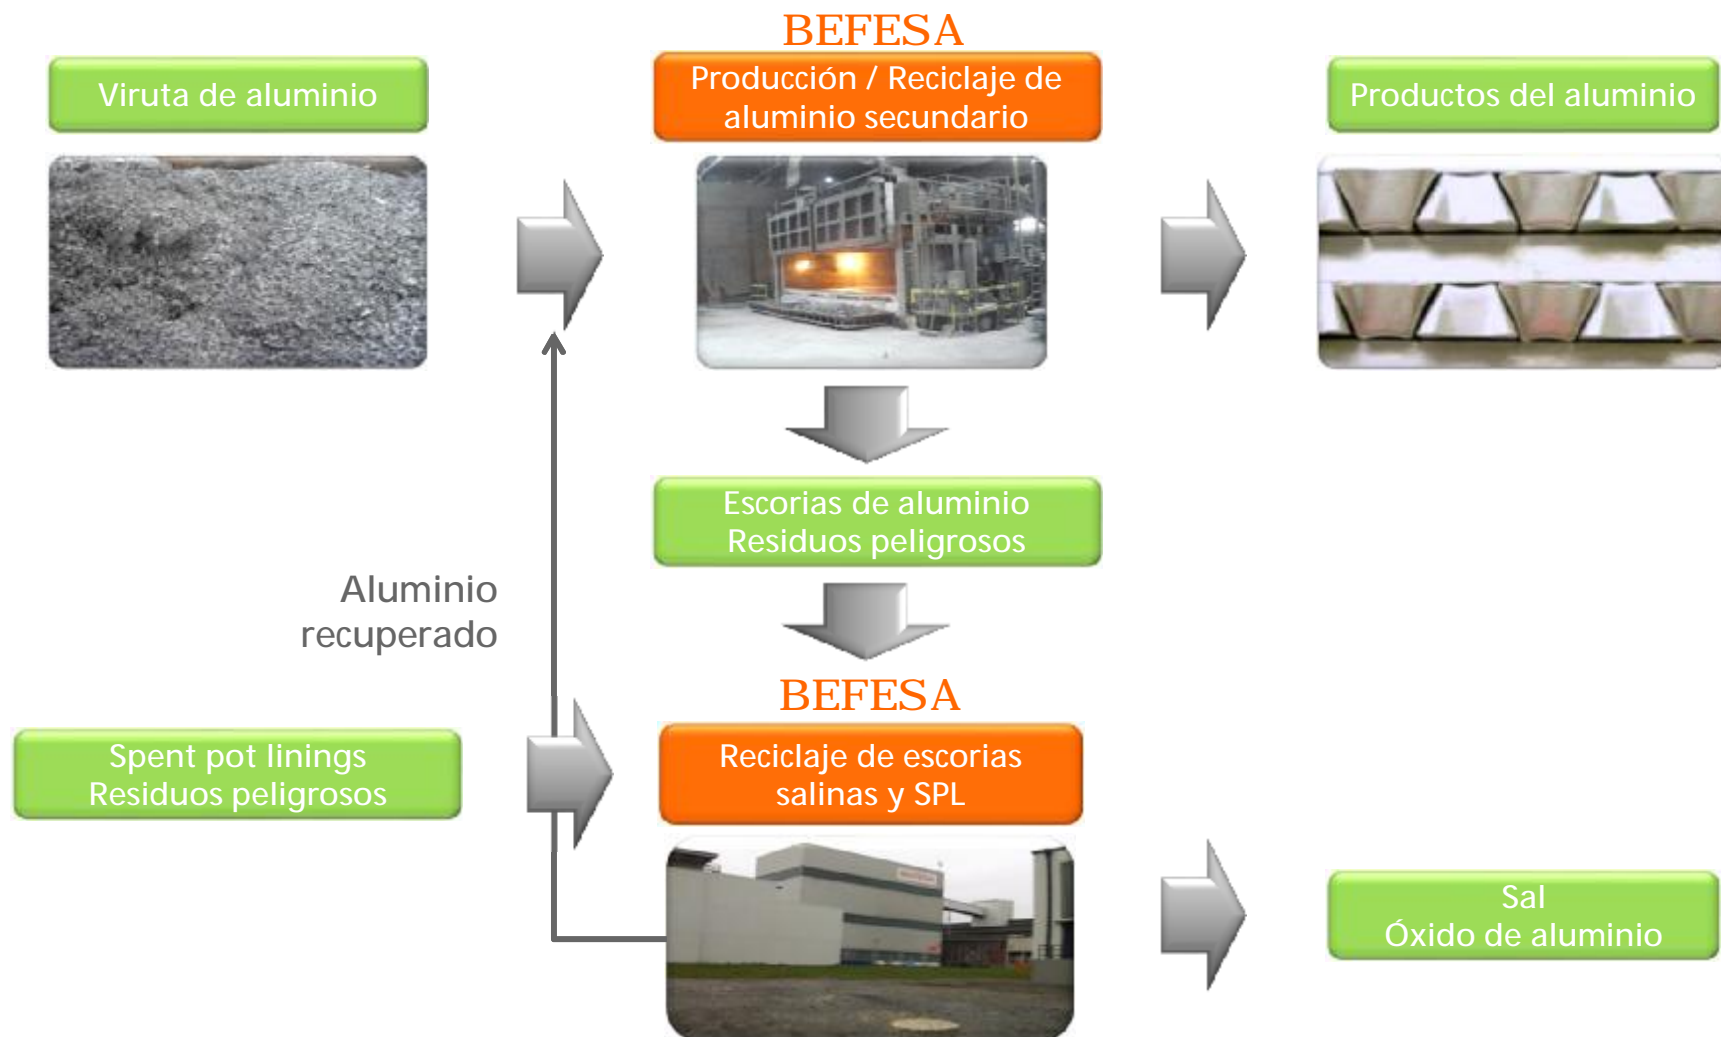 BEFESA
Viruta de aluminio
Producción / Reciclaje de
aluminio secundario
Productos del aluminio
Escorias de aluminio
Residuos peligrosos
Aluminio
recuperado
BEFESA
Spent pot linings
Residuos peligrosos
Reciclaje de escorias
salinas y SPL
Sal
Óxido de aluminio